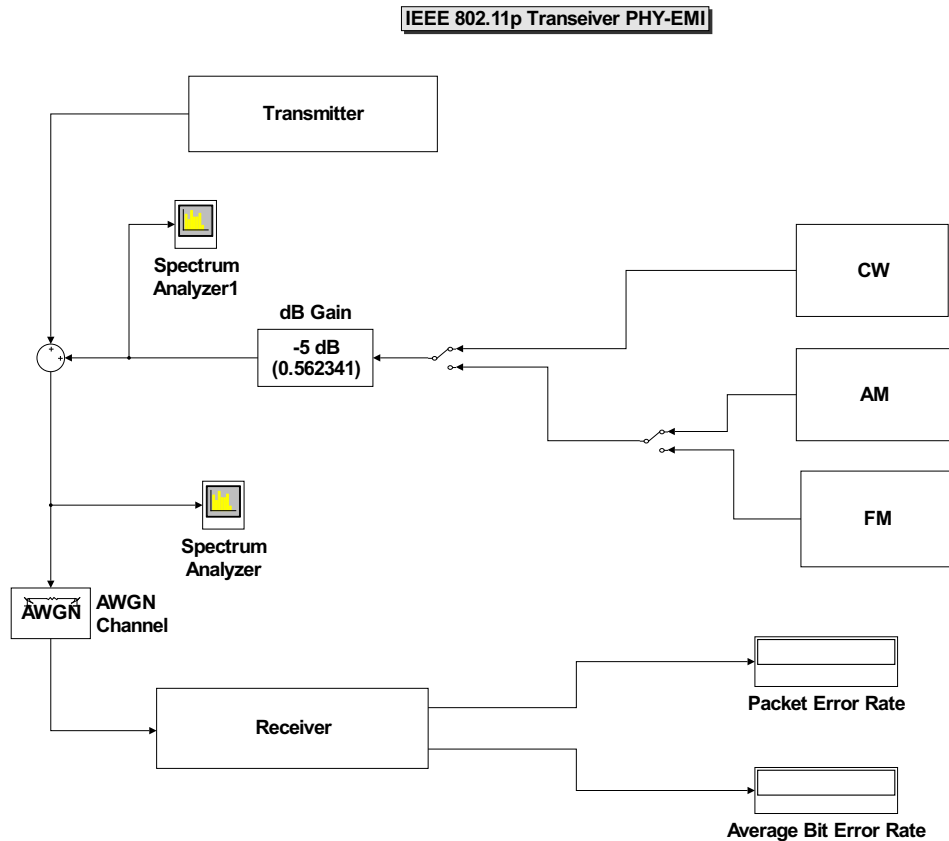 IEEE 802.11p Transeiver PHY-EMI
Transmitter
Spectrum
Analyzer1
dB Gain
-5 dB
(0.562341)
CW
AM
FM
Spectrum
Analyzer
AWGN
AWGN
Channel
Receiver
Packet Error Rate
Average Bit Error Rate